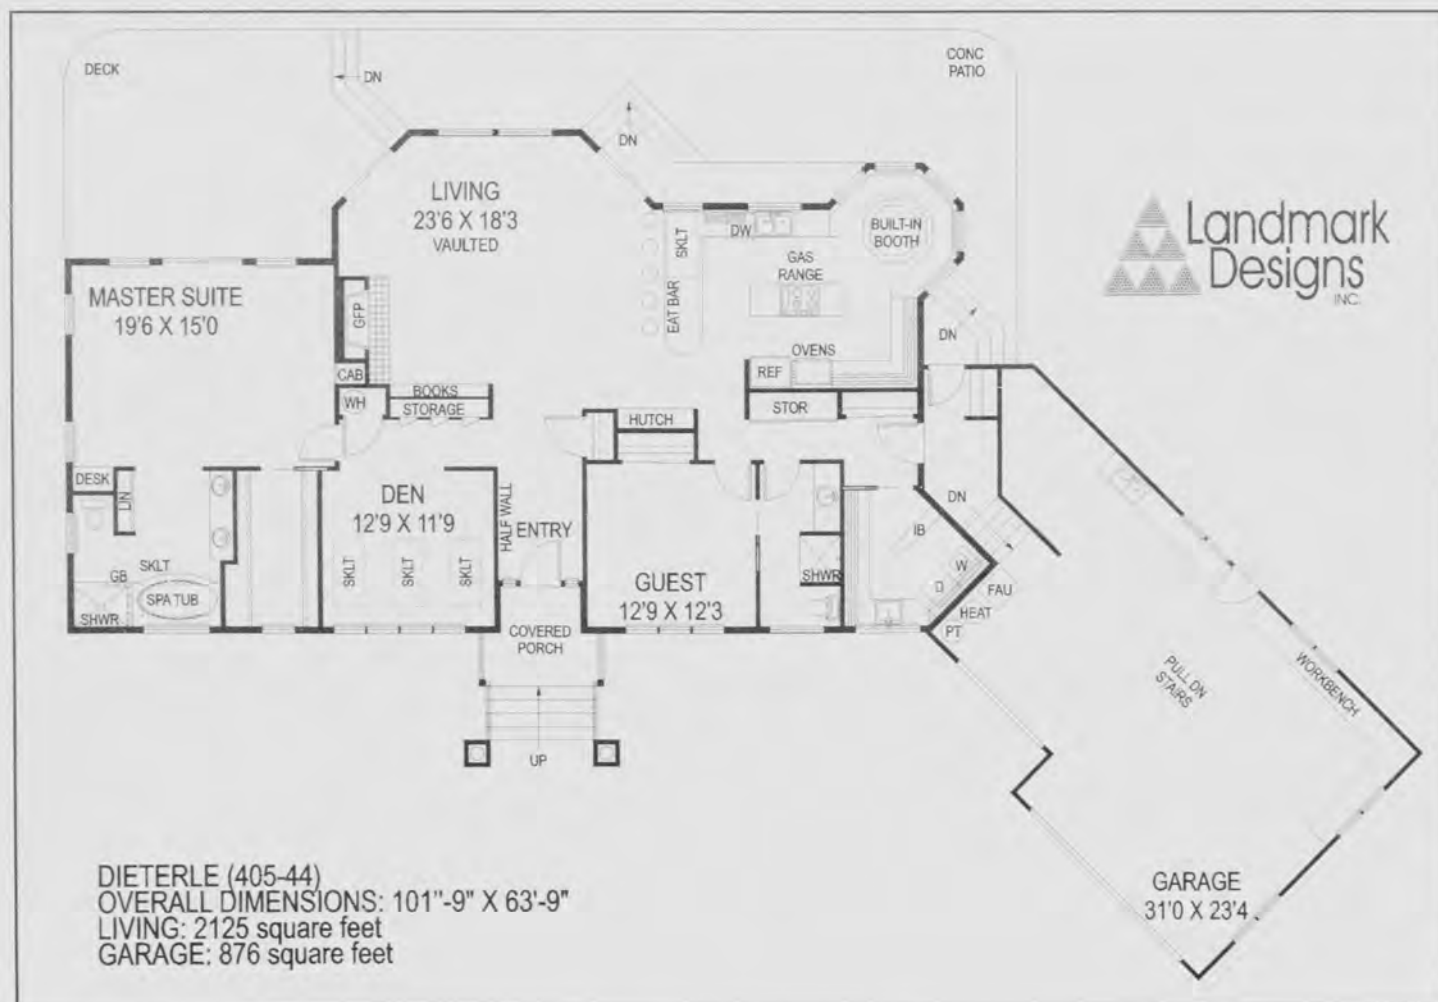 DECK
DN
CONC
PATIO
DN
LIVING
23'6 X 18'3
VAULTED
DW
SKLT
BUILT-IN
BOOTH
GAS
RANGE
Landmark
Designs
INC.
MASTER SUITE
19'6 X 15'0
GFP
EAT BAR
DN
OVENS
REF
CAB
WH
BOOKS
STORAGE
HUTCH
STOR
DESK
LIN
DEN
12'9 X 11'9
HALF WALL
ENTRY
DN
IB
SKLT
GB
SPA TUB
SHWR
SKLT
SKLT
SKLT
GUEST
12'9 X 12'3
SHWR
W
D
FAU
HEAT
PT
COVERED
PORCH
UP
PULL DN
STAIRS
WORKBENCH
GARAGE
31'0 X 23'4
DIETERLE (405-44)
OVERALL DIMENSIONS: 101"-9" X 63'-9"
LIVING: 2125 square feet
GARAGE: 876 square feet